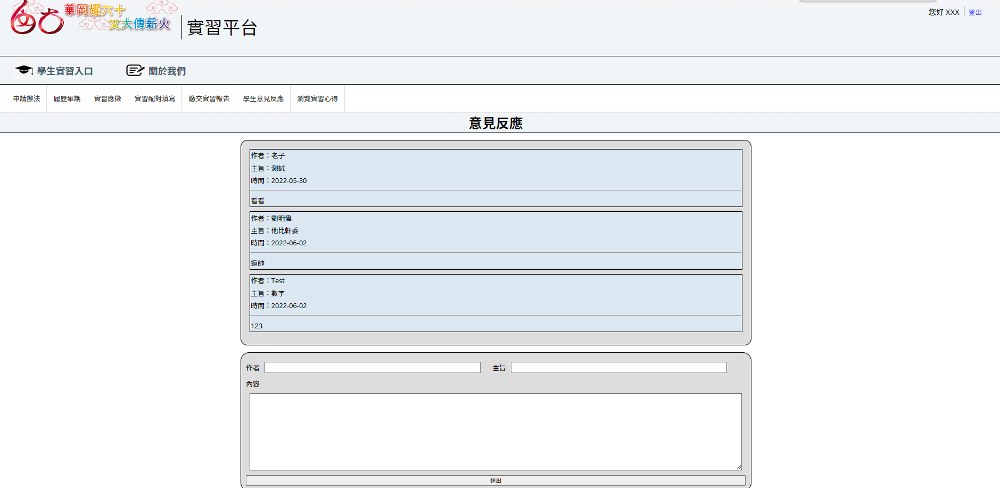 華岡耀六十
文大傳薪火
實習平台
您好 XXX
登出
學生實習入口
關於我們
申請辦法
履歷維護
實習應徵
實習配對填寫
繳交實習報告
學生意見反應
瀏覽實習心得
意見反應
作者：老子
主旨：測試
時間：2022-05-30
看看
作者：劉明偉
主旨：他比軒委
時間：2022-06-02
還帥
作者：Test
主旨：數字
時間：2022-06-02
123
作者
主旨
內容
送出